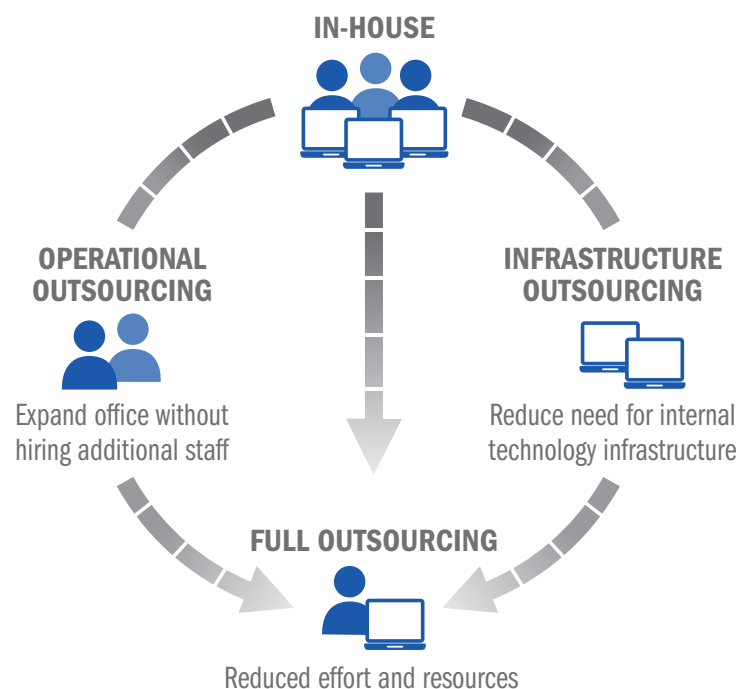 IN-HOUSE
OPERATIONAL
OUTSOURCING
Expand office without
hiring additional staff
INFRASTRUCTURE
OUTSOURCING
Reduce need for internal
technology infrastructure
FULL OUTSOURCING
Reduced effort and resources